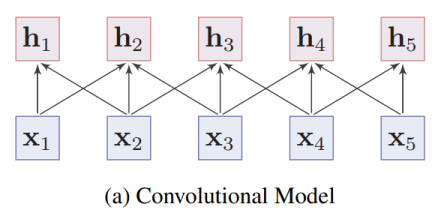 h₁ h₂ h₃ h₄ h₅
x₁ x₂ x₃ x₄ x₅
(a) Convolutional Model